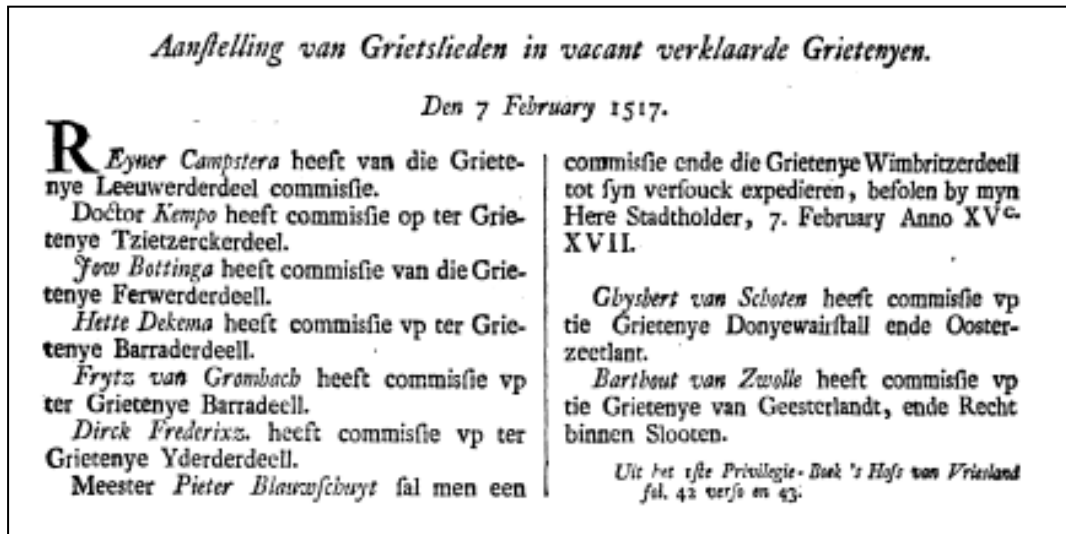 Aanſtelling van Grietslieden in vacant verklaarde Grietenyen.
Den 7 February 1517.
REyner Campstera heeft van die Griete-
nye Leeuwerderdeel commiſſie.
Doctor Kempo heeft commiſſie op ter Grie-
tenye Tzietzerckerdeel.
Jow Bottinga heeft commiſſie van die Grie-
tenye Ferwerderdeell.
Hette Dekema heeft commiſſie vp ter Grie-
tenye Barraderdeell.
Frytz van Grombach heeft commiſſie vp
ter Grietenye Barradeell.
Dirck Frederixz. heeft commiſſie vp ter
Grietenye Yderderdeell.
Meester Pieter Blauwſchuyt ſal men een
commiſſie ende die Grietenye Wimbritzerdeell
tot ſyn verſouck expedieren, befolen by myn
Here Stadtholder, 7. February Anno XVc.
XVII.
Ghysbert van Schoten heeft commiſſie vp
tie Grietenye Donyewairſtall ende Ooster-
zeetlant.
Barthout van Zwolle heeft commiſſie vp
tie Grietenye van Geesterlandt, ende Recht
binnen Slooten.
Uit het 1ſte Privilegie-Boek 's Hofs van Vriesland
fol. 42 verſo en 43.